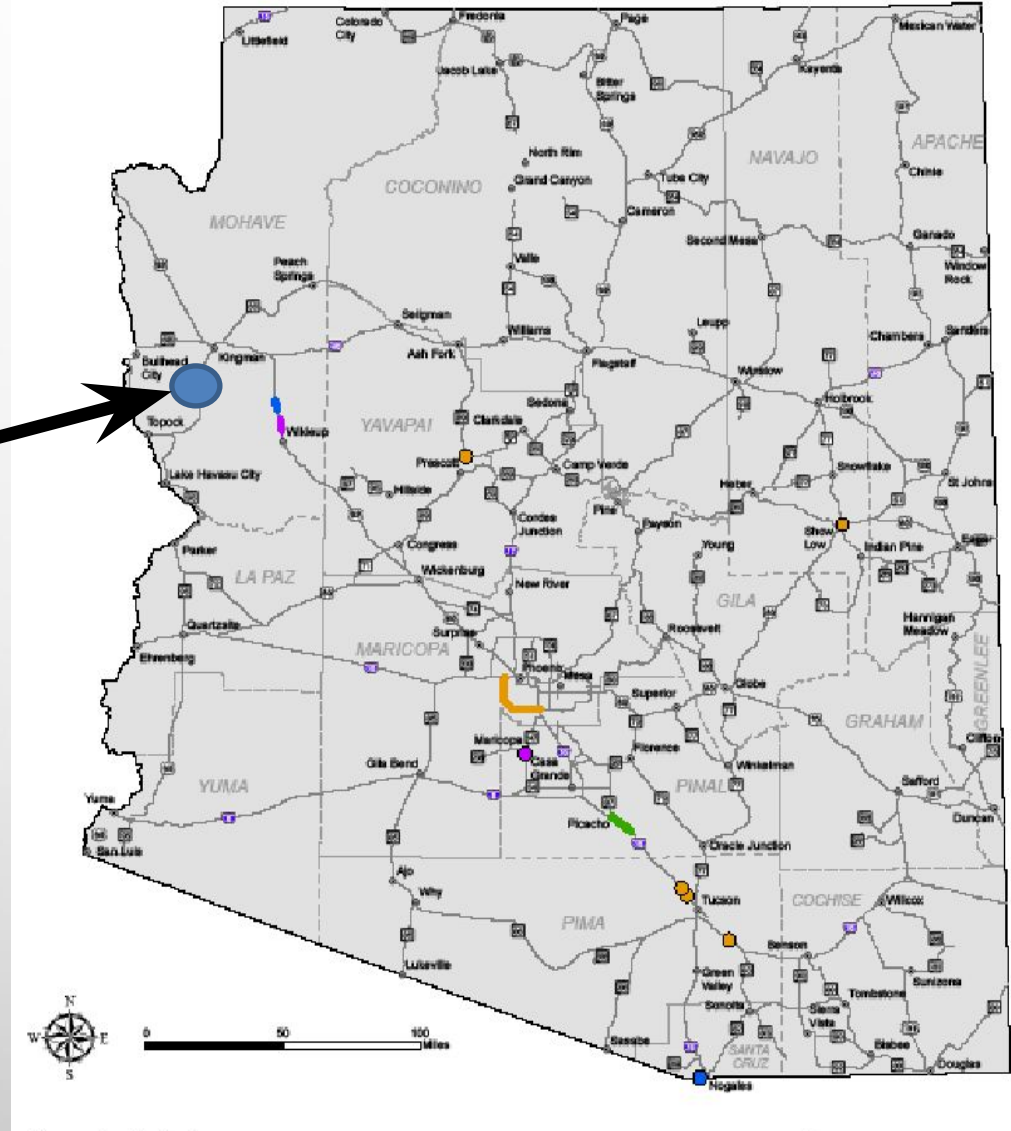 Littlefield
Colorado
City
Fredonia
Page
Mexican Water
Jacob Lake
Bitter
Springs
Kayenta
North Rim
Grand Canyon
Tuba City
Chinle
APACHE
NAVAJO
COCONINO
MOHAVE
Cameron
Second Mesa
Ganado
Window
Rock
Peach
Springs
Valle
Seligman
Williams
Leupp
Chambers
Sanders
Bullhead
City
Kingman
Ash Fork
Flagstaff
Winslow
Holbrook
Topock
Wikieup
YAVAPAI
Clarkdale
Sedona
Prescott
Camp Verde
Snowflake
Heber
St Johns
Lake Havasu City
Hillside
Cordes
Junction
Pine
Payson
Young
Show
Low
Indian Pine
Eager
Parker
Congress
Wickenburg
New River
LA PAZ
GILA
Quartzsite
Surprise
Roosevelt
Hannigan
Meadow
Ehrenberg
MARICOPA
Phoenix
Mesa
Superior
Globe
GREENLEE
GRAHAM
Maricopa
Casa
Grande
Florence
Clifton
Gila Bend
Winkelman
YUMA
PINAL
Safford
Yuma
San Luis
Picacho
Duncan
Oracle Junction
Ajo
Why
Tucson
COCHISE
Willcox
PIMA
Benson
Lukeville
Green
Valley
Sunizona
Sonoita
Sierra
Vista
Tombstone
Sasabe
SANTA
CRUZ
Bisbee
Douglas
Nogales
N
W E
S
0 50 100
Miles